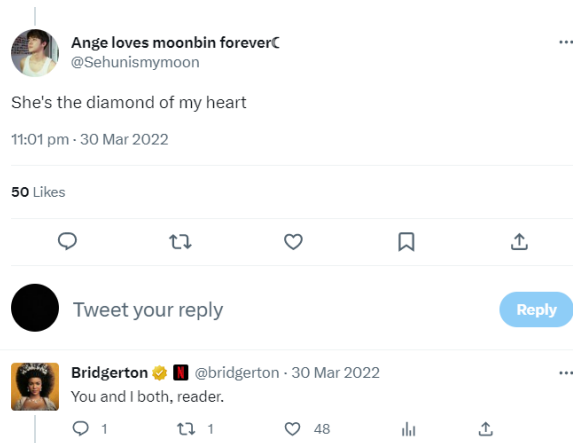 Ange loves moonbin forever☾
@Sehunismymoon
She's the diamond of my heart
11:01 pm · 30 Mar 2022
50 Likes
Tweet your reply
Reply
Bridgerton N @bridgerton · 30 Mar 2022
You and I both, reader.
1 1 48